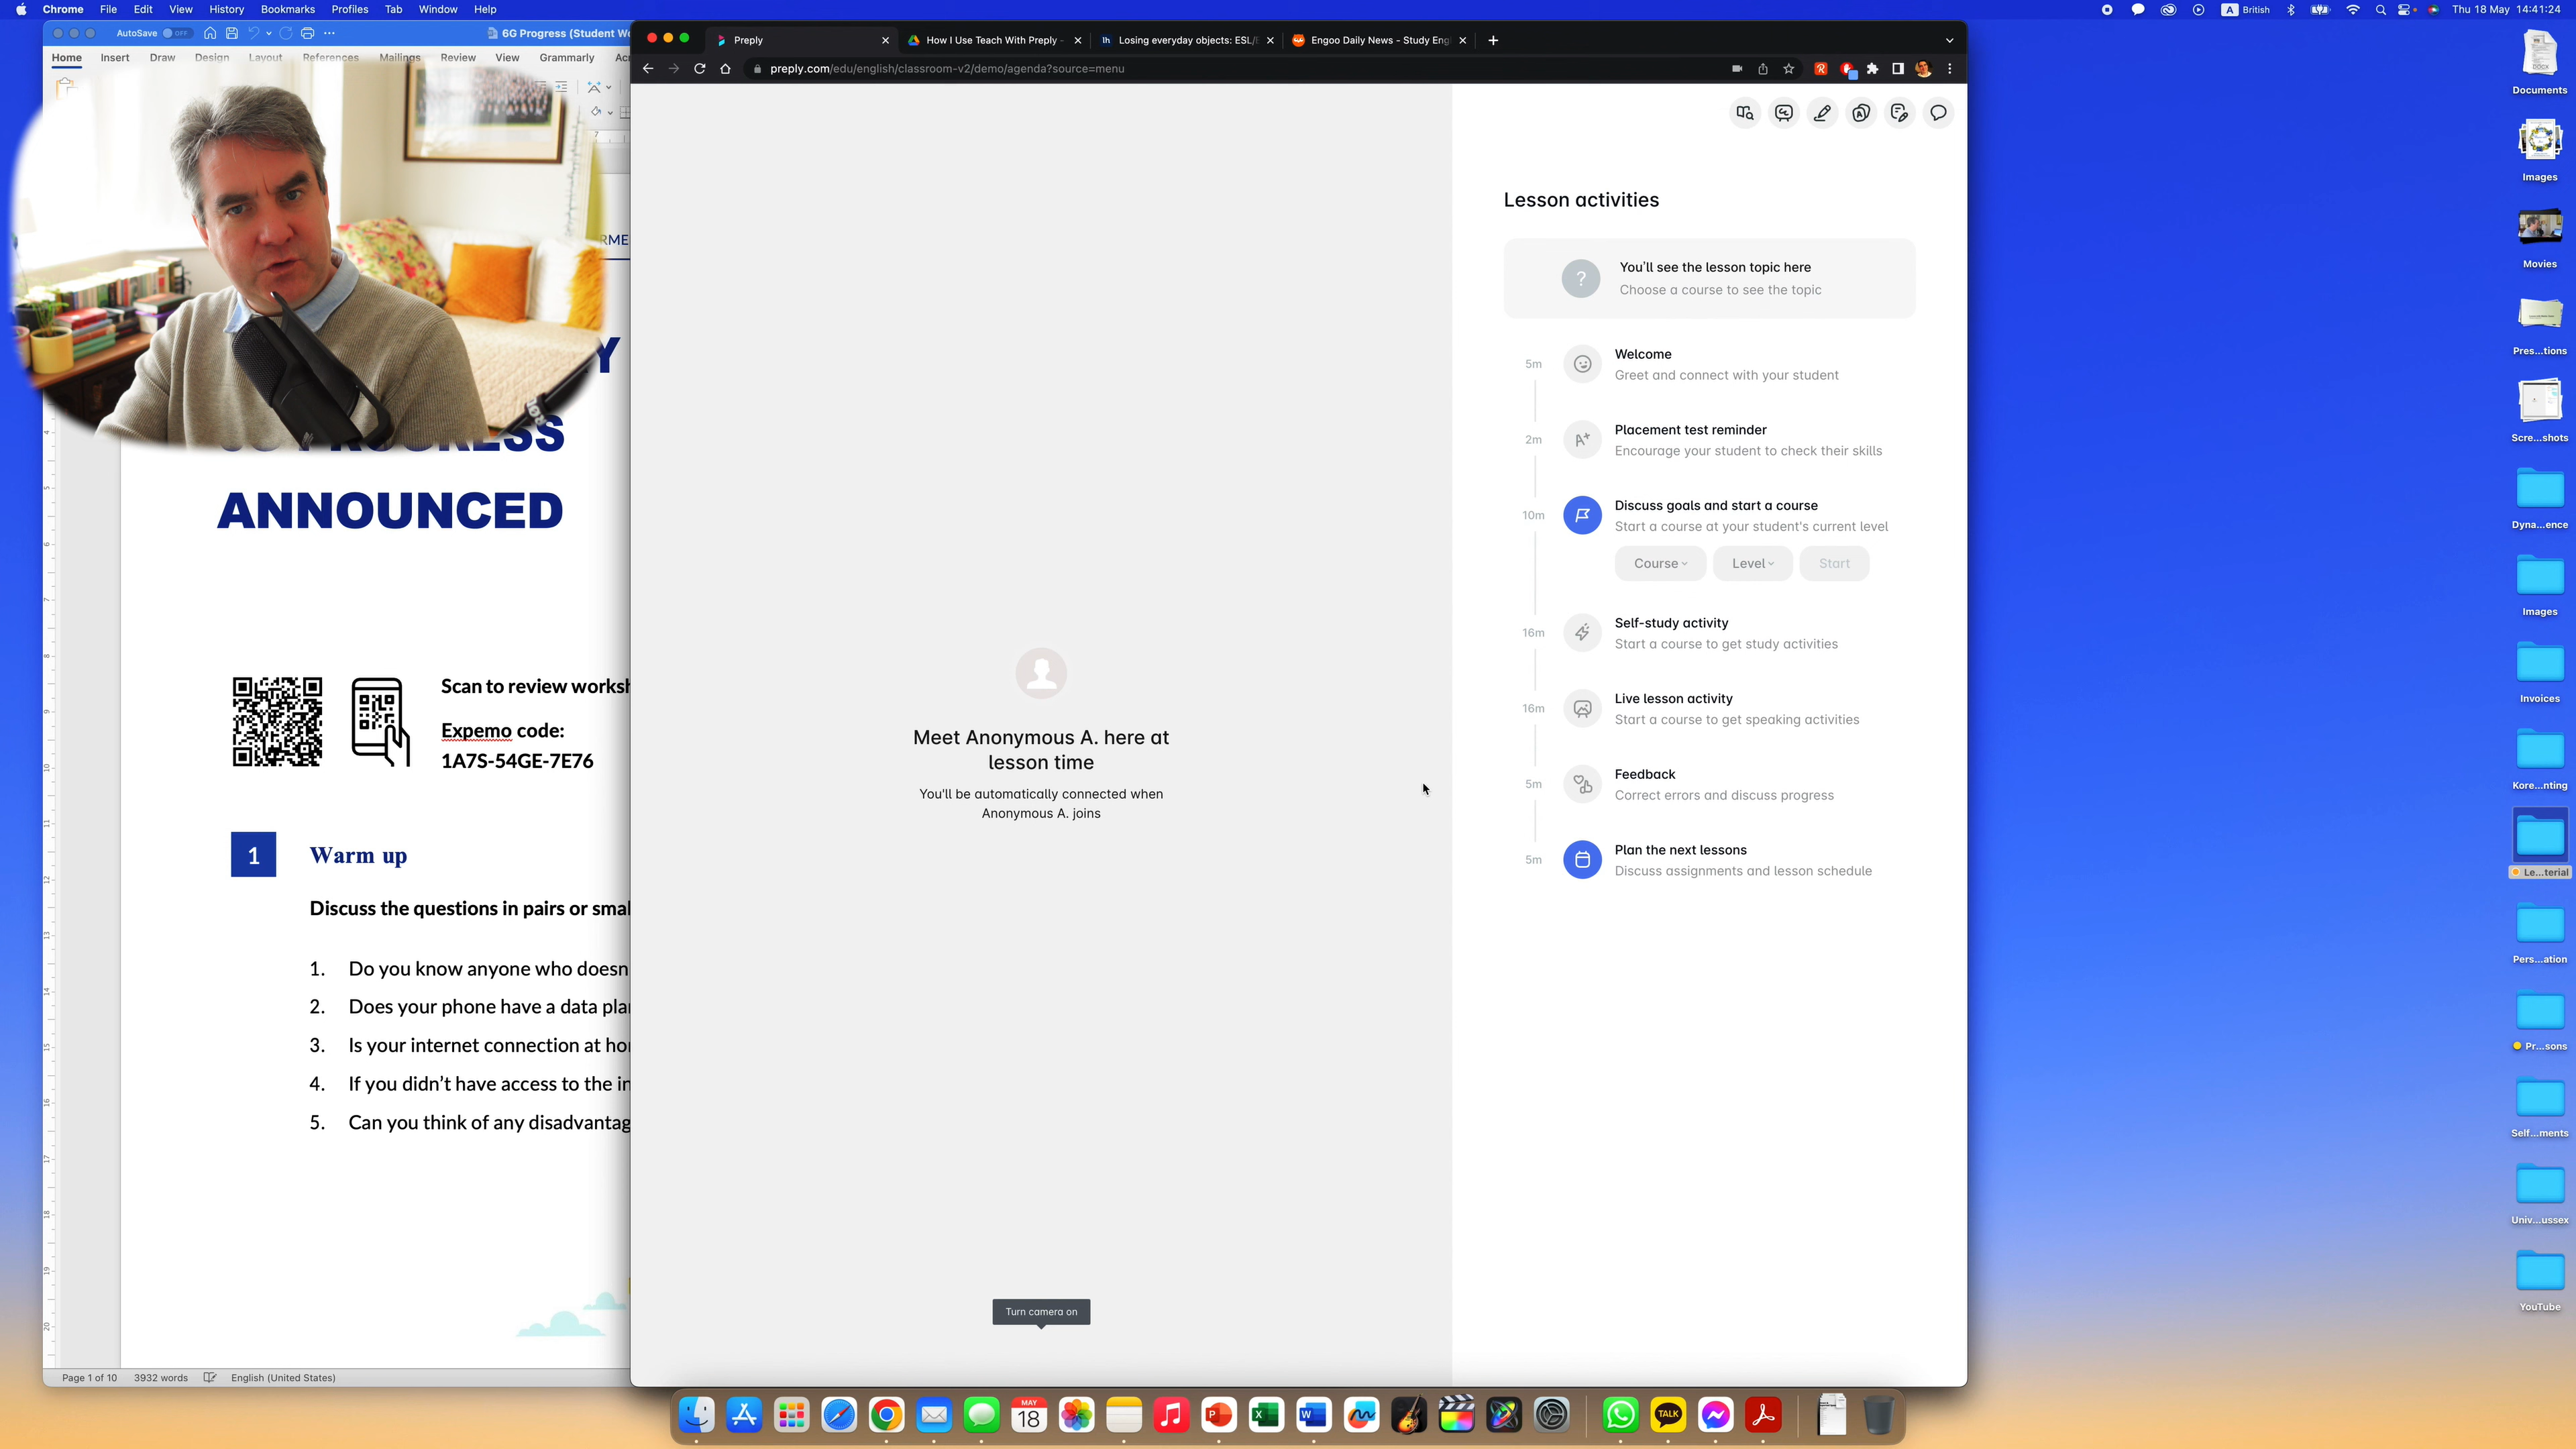 Chrome File Edit View History Bookmarks Profiles Tab Window Help
British
Thu 18 May 14:41:24
AutoSave OFF
6G Progress (Student Wo
Home Insert Draw Design Layout References Mailings Review View Grammarly Acr
RME
Y
ANNOUNCED
Scan to review worksh
Expemo code:
1A7S-54GE-7E76
1 Warm up
Discuss the questions in pairs or smal
1. Do you know anyone who doesn
2. Does your phone have a data plan
3. Is your internet connection at ho
4. If you didn't have access to the in
5. Can you think of any disadvantag
Page 1 of 10 3932 words English (United States)
Preply
How I Use Teach With Preply -
Losing everyday objects: ESL/
Engoo Daily News - Study Eng
preply.com/edu/english/classroom-v2/demo/agenda?source=menu
Meet Anonymous A. here at
lesson time
You'll be automatically connected when
Anonymous A. joins
Turn camera on
Lesson activities
You'll see the lesson topic here
Choose a course to see the topic
5m Welcome
Greet and connect with your student
2m Placement test reminder
Encourage your student to check their skills
10m Discuss goals and start a course
Start a course at your student's current level
Course Level Start
16m Self-study activity
Start a course to get study activities
16m Live lesson activity
Start a course to get speaking activities
5m Feedback
Correct errors and discuss progress
5m Plan the next lessons
Discuss assignments and lesson schedule
Documents
Images
Movies
Pres...tions
Scre...shots
Dyna...ence
Images
Invoices
Kore...nting
Le...terial
Pers...ation
Pr...sons
Self...ments
Univ...ussex
YouTube
MAY
18
TALK